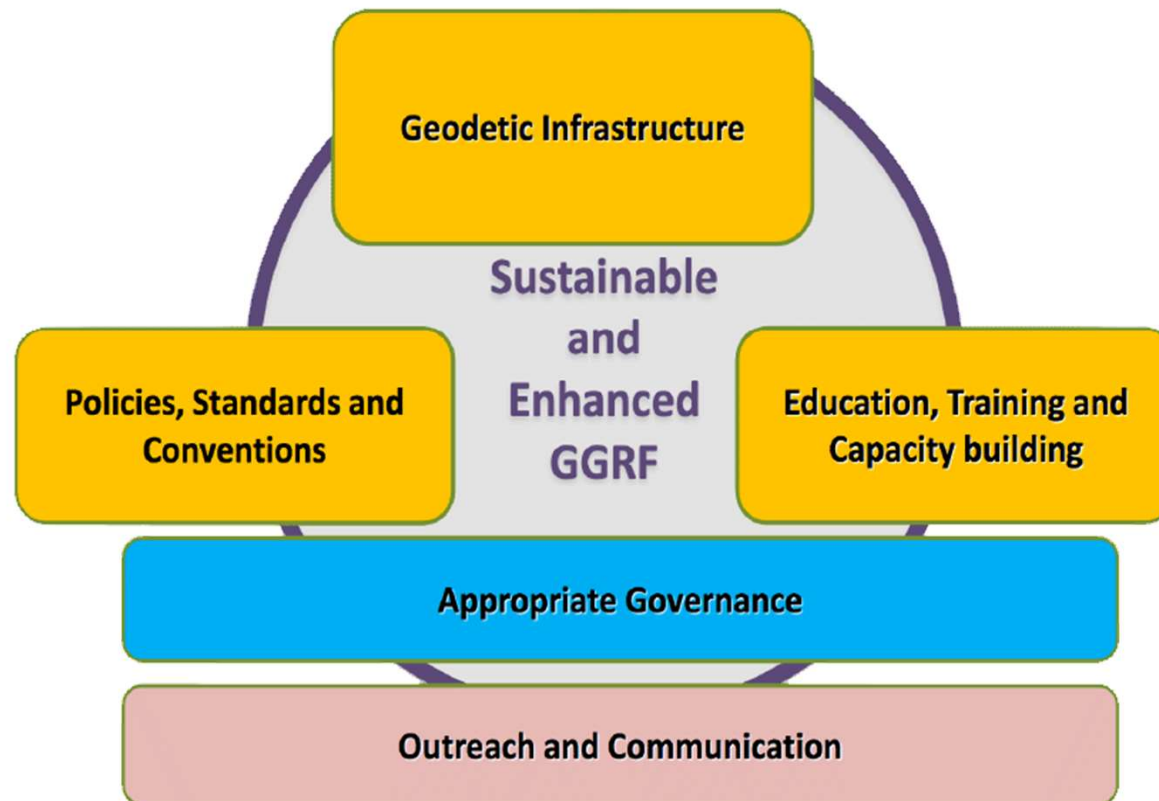 Geodetic Infrastructure
Sustainable
and
Enhanced
GGRF
Policies, Standards and
Conventions
Education, Training and
Capacity building
Appropriate Governance
Outreach and Communication